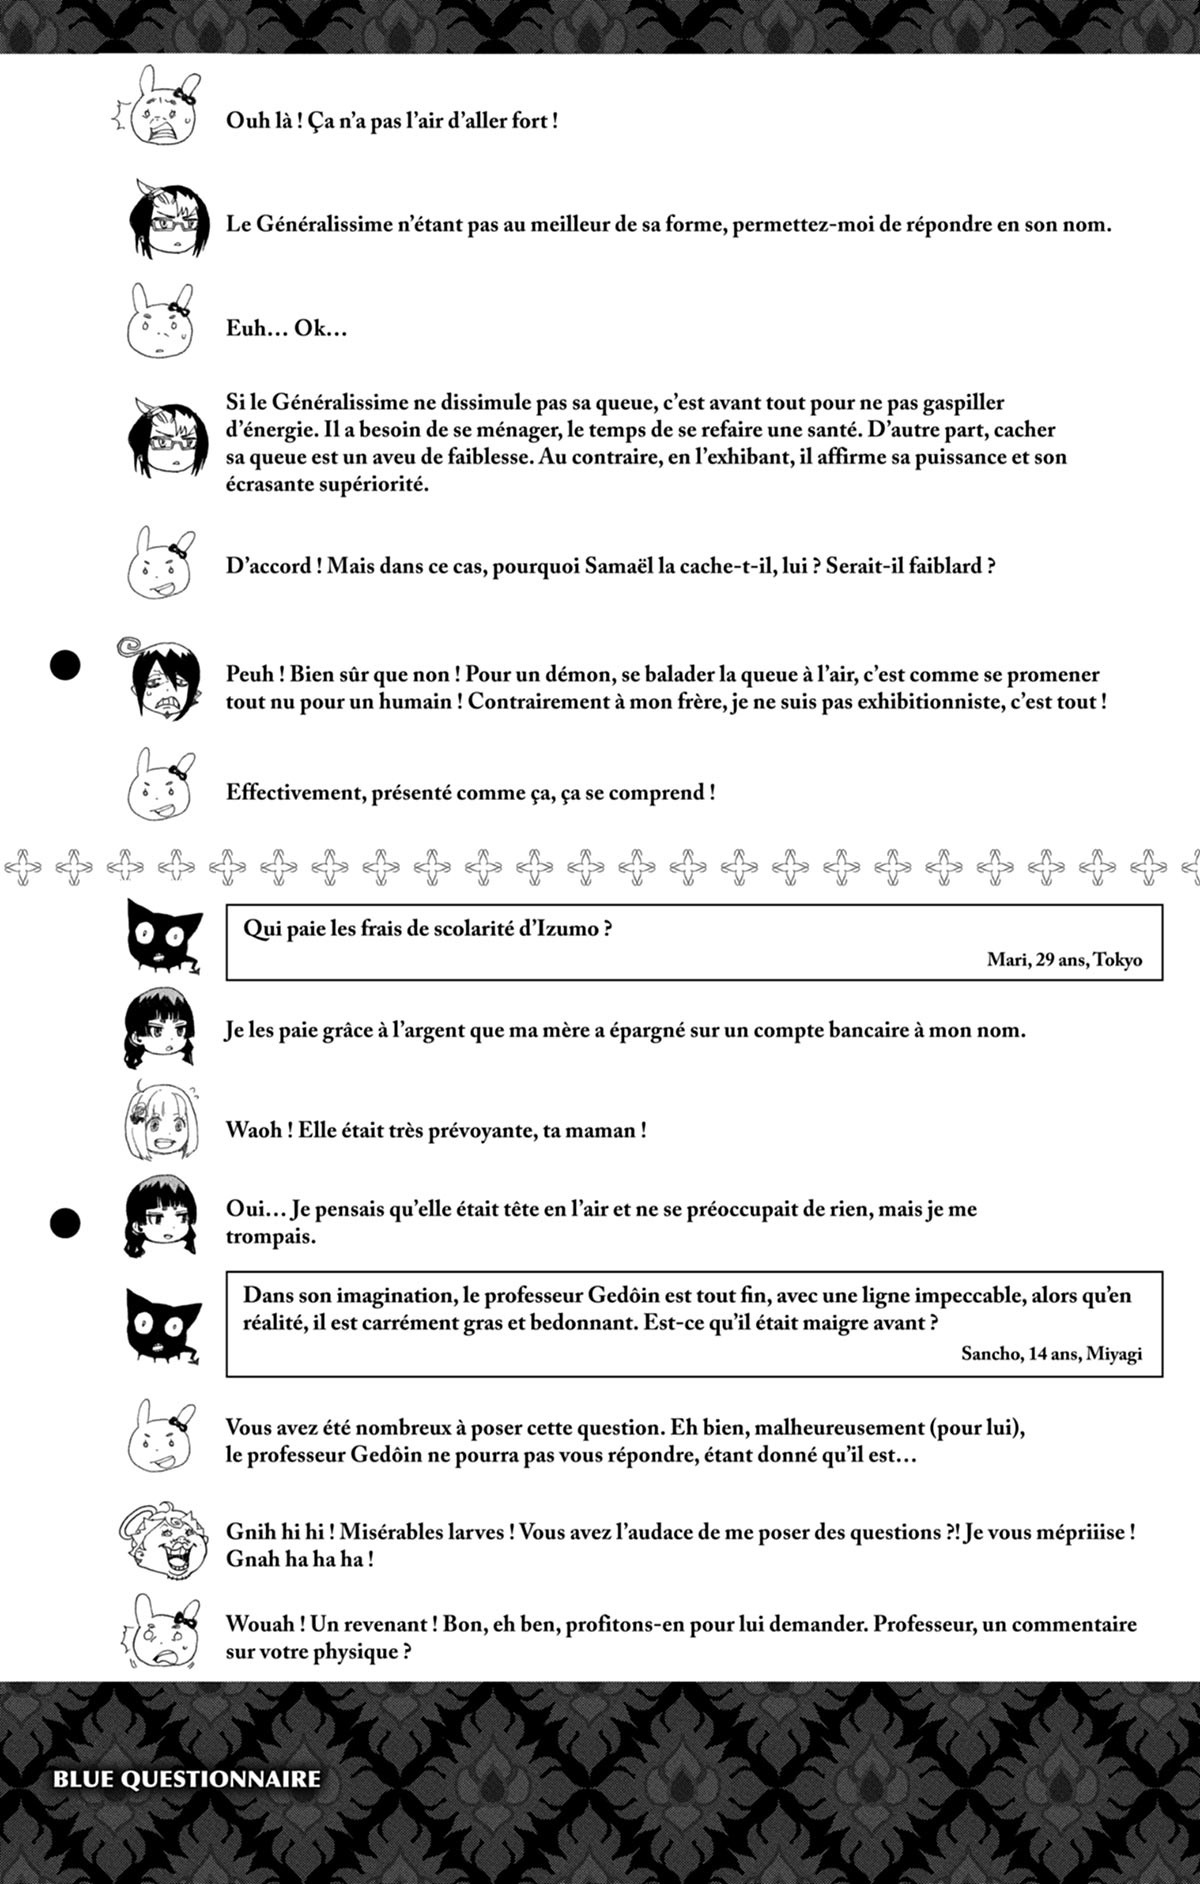 Ouh là ! Ça n’a pas l’air d’aller fort !
Le Généralissime n’étant pas au meilleur de sa forme, permettez-moi de répondre en son nom.
Euh… Ok…
Si le Généralissime ne dissimule pas sa queue, c’est avant tout pour ne pas gaspiller
d’énergie. Il a besoin de se ménager, le temps de se refaire une santé. D’autre part, cacher
sa queue est un aveu de faiblesse. Au contraire, en l’exhibant, il affirme sa puissance et son
écrasante supériorité.
D’accord ! Mais dans ce cas, pourquoi Samaël la cache-t-il, lui ? Serait-il faiblard ?
Peuh ! Bien sûr que non ! Pour un démon, se balader la queue à l’air, c’est comme se promener
tout nu pour un humain ! Contrairement à mon frère, je ne suis pas exhibitionniste, c’est tout !
Effectivement, présenté comme ça, ça se comprend !
Qui paie les frais de scolarité d’Izumo ?
Mari, 29 ans, Tokyo
Je les paie grâce à l’argent que ma mère a épargné sur un compte bancaire à mon nom.
Waoh ! Elle était très prévoyante, ta maman !
Oui… Je pensais qu’elle était tête en l’air et ne se préoccupait de rien, mais je me
trompais.
Dans son imagination, le professeur Gedôin est tout fin, avec une ligne impeccable, alors qu’en
réalité, il est carrément gras et bedonnant. Est-ce qu’il était maigre avant ?
Sancho, 14 ans, Miyagi
Vous avez été nombreux à poser cette question. Eh bien, malheureusement (pour lui),
le professeur Gedôin ne pourra pas vous répondre, étant donné qu’il est…
Gnih hi hi ! Misérables larves ! Vous avez l’audace de me poser des questions ?! Je vous mépriiise !
Gnah ha ha ha !
Wouah ! Un revenant ! Bon, eh ben, profitons-en pour lui demander. Professeur, un commentaire
sur votre physique ?
BLUE QUESTIONNAIRE